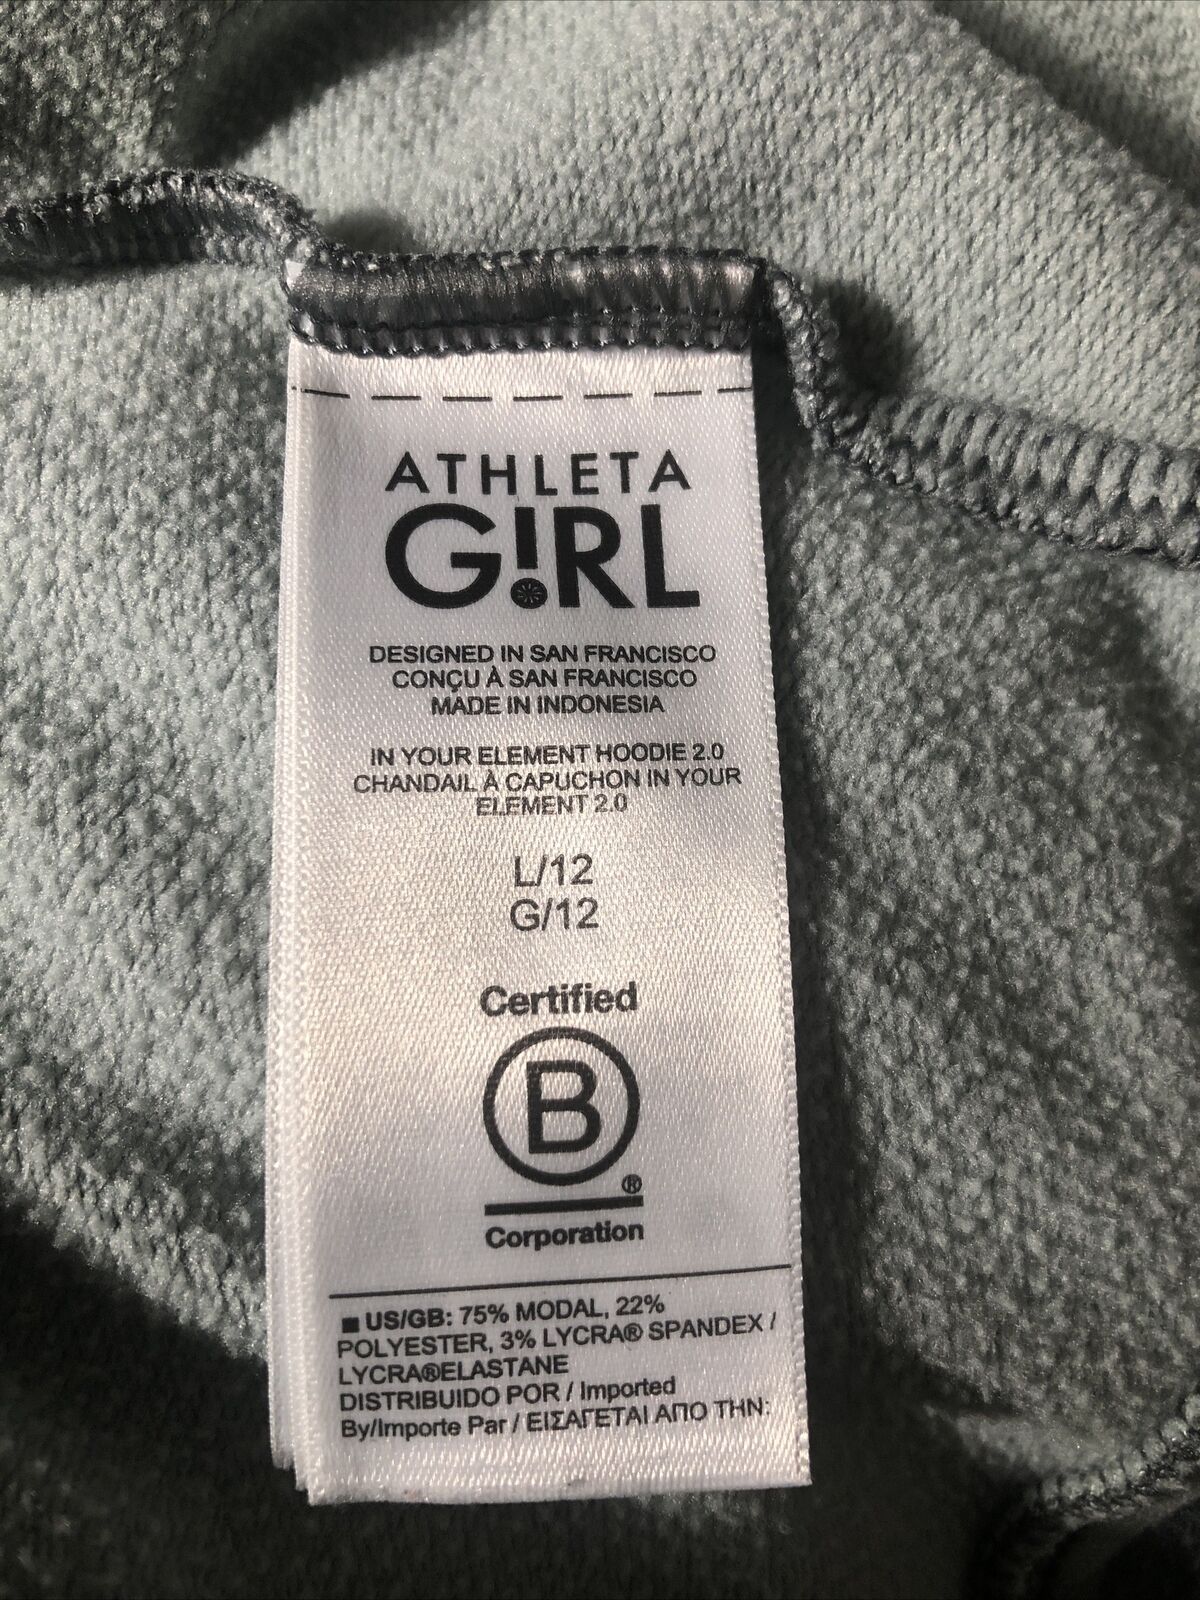 ATHLETA
G!RL
DESIGNED IN SAN FRANCISCO
CONÇU À SAN FRANCISCO
MADE IN INDONESIA
IN YOUR ELEMENT HOODIE 2.0
CHANDAIL À CAPUCHON IN YOUR
ELEMENT 2.0
L/12
G/12
Certified
B
®
Corporation
■ US/GB: 75% MODAL, 22%
POLYESTER, 3% LYCRA® SPANDEX /
LYCRA®ELASTANE
DISTRIBUIDO POR / Imported
By/Importe Par / ΕΙΣΑΓΕΤΑΙ ΑΠΟ ΤΗΝ: